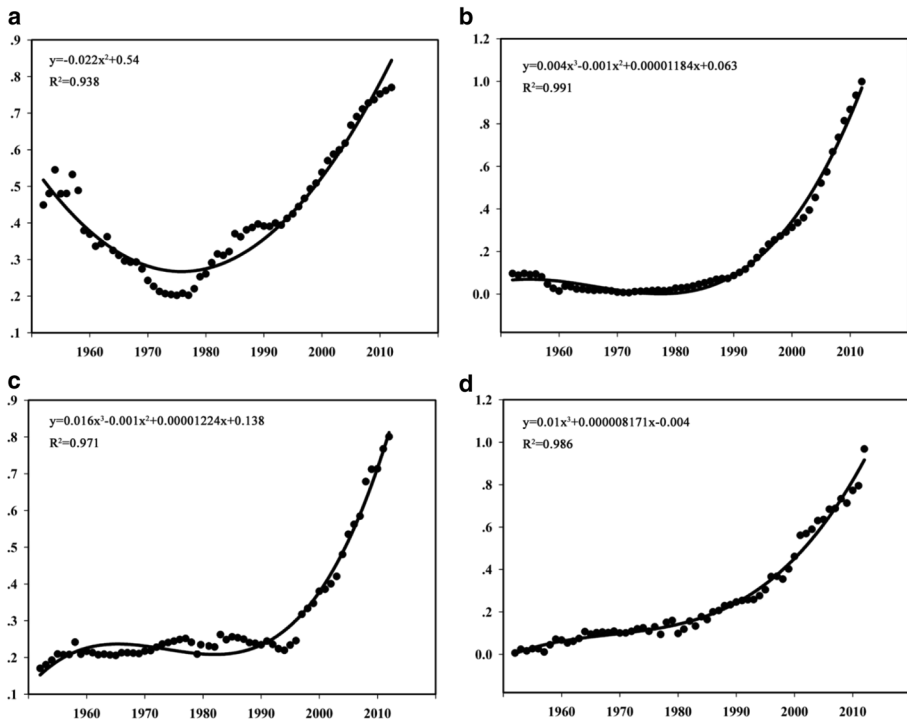 a
.9
y=-0.022x²+0.54
R²=0.938
.8
.7
.6
.5
.4
.3
.2
.1
1960 1970 1980 1990 2000 2010
b
1.2
y=0.004x³-0.001x²+0.00001184x+0.063
R²=0.991
1.0
.8
.6
.4
.2
0.0
1960 1970 1980 1990 2000 2010
c
.9
y=0.016x³-0.001x²+0.00001224x+0.138
R²=0.971
.8
.7
.6
.5
.4
.3
.2
.1
1960 1970 1980 1990 2000 2010
d
1.2
y=0.01x³+0.000008171x-0.004
R²=0.986
1.0
.8
.6
.4
.2
0.0
1960 1970 1980 1990 2000 2010